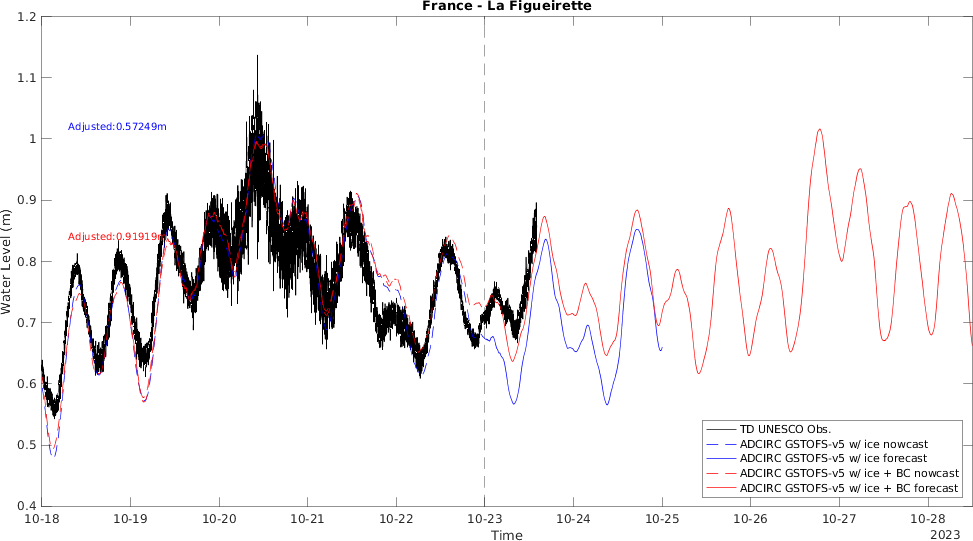 France - La Figueirette
1.2
1.1
1
0.9
0.8
0.7
0.6
0.5
0.4
Water Level (m)
Adjusted:0.57249m
Adjusted:0.91919m
TD UNESCO Obs.
ADCIRC GSTOFS-v5 w/ ice nowcast
ADCIRC GSTOFS-v5 w/ ice forecast
ADCIRC GSTOFS-v5 w/ ice + BC nowcast
ADCIRC GSTOFS-v5 w/ ice + BC forecast
10-18 10-19 10-20 10-21 10-22 10-23 10-24 10-25 10-26 10-27 10-28
Time
2023